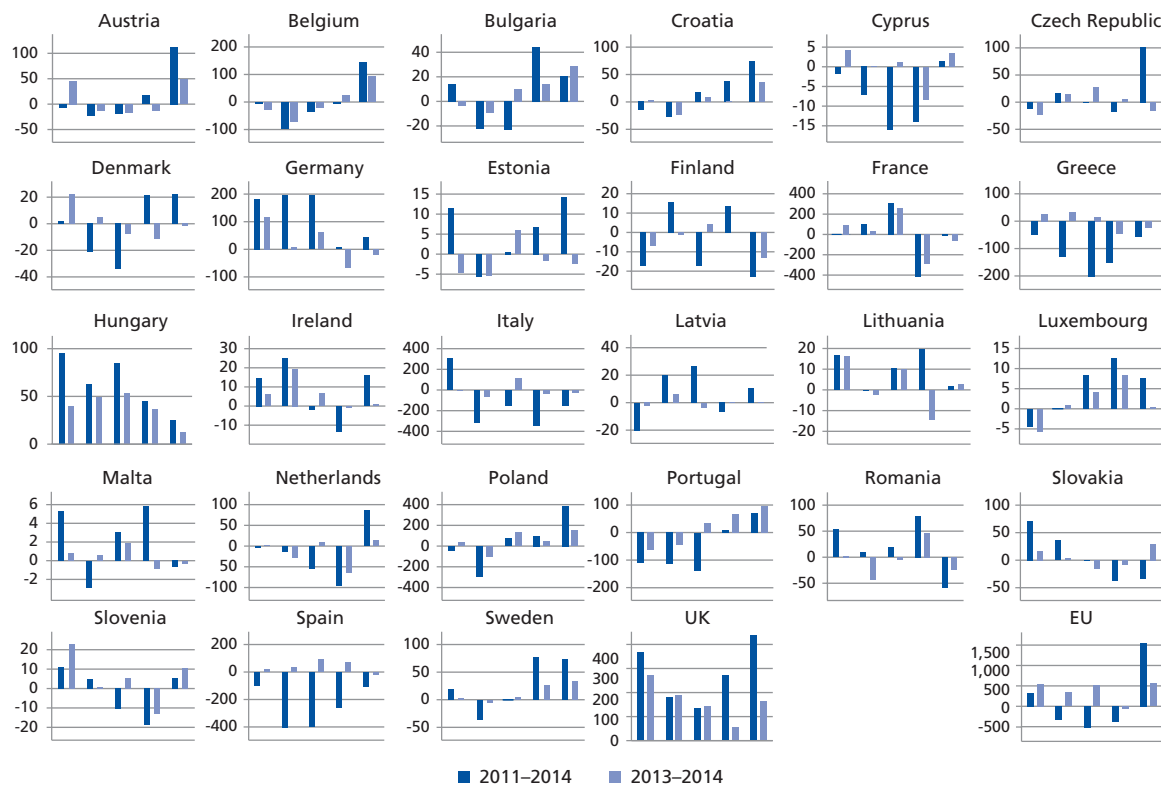 Austria Belgium Bulgaria Croatia Cyprus Czech Republic
100 50 0 -50
200 100 0 -100
40 20 0 -20
100 50 0 -50
5 0 -5 -10 -15
100 50 0 -50
Denmark Germany Estonia Finland France Greece
20 0 -20 -40
200 100 0 -100
15 10 5 0 -5
20 10 0 -10 -20
400 200 0 -200 -400
100 0 -100 -200
Hungary Ireland Italy Latvia Lithuania Luxembourg
100 50 0
30 20 10 0 -10
400 200 0 -200 -400
40 20 0 -20
20 10 0 -10 -20
15 10 5 0 -5
Malta Netherlands Poland Portugal Romania Slovakia
6 4 2 0 -2
100 50 0 -50 -100
400 200 0 -200 -400
100 0 -100 -200
100 50 0 -50
100 50 0 -50
Slovenia Spain Sweden UK EU
20 10 0 -10 -20
200 0 -200 -400
100 50 0 -50
400 300 200 100 0
1,500 1,000 500 0 -500
2011–2014 2013–2014